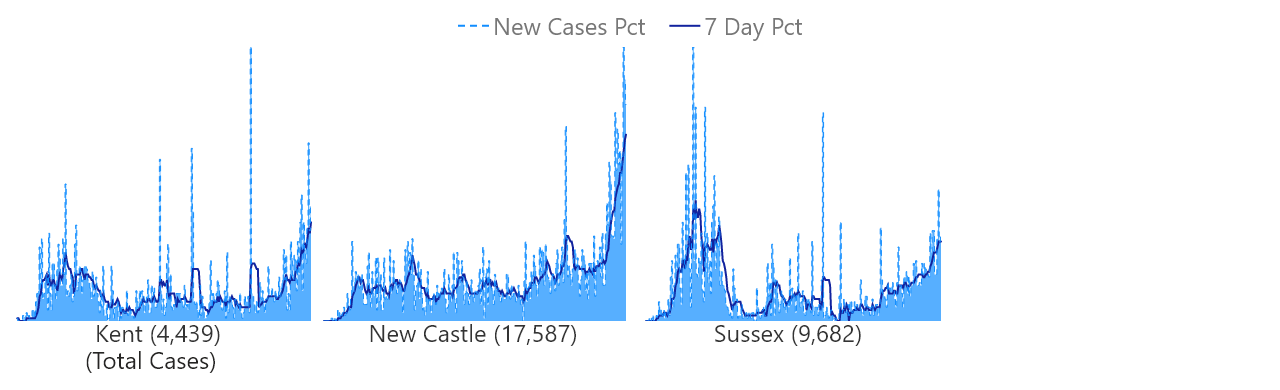 New Cases Pct 7 Day Pct
Kent (4,439) New Castle (17,587) Sussex (9,682)
(Total Cases)